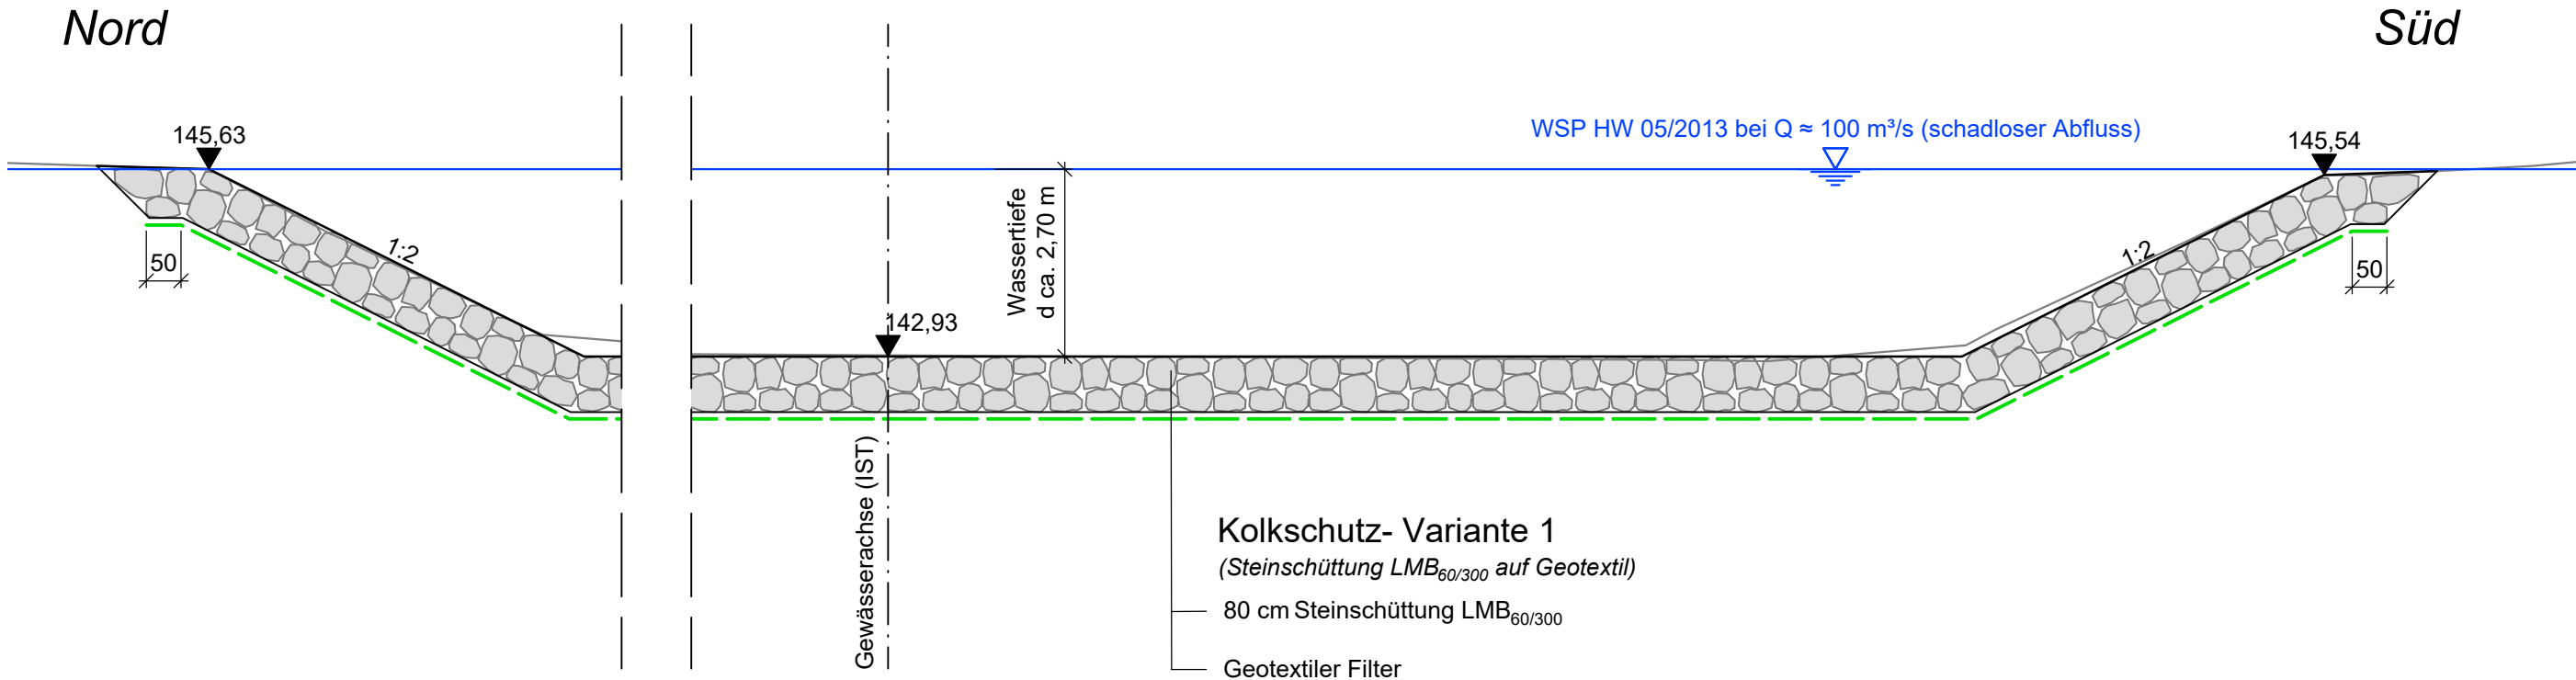 Nord
Süd
WSP HW 05/2013 bei Q ≈ 100 m³/s (schadloser Abfluss)
145,63
145,54
1:2
1:2
50
50
Wassertiefe
d ca. 2,70 m
142,93
Gewässerachse (IST)
Kolkschutz- Variante 1
(Steinschüttung LMB60/300 auf Geotextil)
80 cm Steinschüttung LMB60/300
Geotextiler Filter